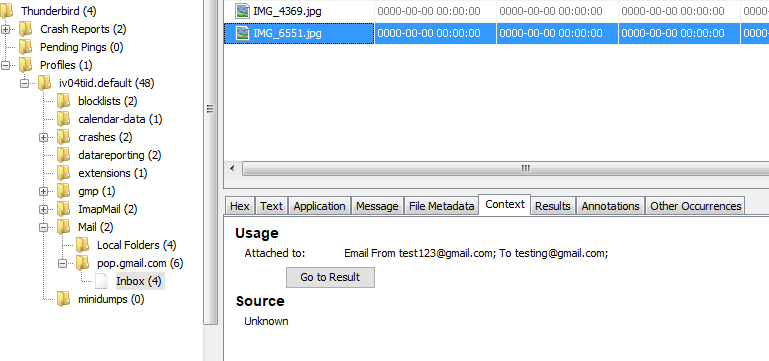 Thunderbird (4)
Crash Reports (2)
Pending Pings (0)
Profiles (1)
iv04tiid.default (48)
blocklists (2)
calendar-data (1)
crashes (2)
datareporting (2)
extensions (1)
gmp (1)
ImapMail (2)
Mail (2)
Local Folders (4)
pop.gmail.com (6)
Inbox (4)
minidumps (0)
IMG_4369.jpg 0000-00-00 00:00:00 0000-00-00 00:00:00 0000-00-00 00:00:00 0000-
IMG_6551.jpg 0000-00-00 00:00:00 0000-00-00 00:00:00 0000-00-00 00:00:00 0000-
Hex Text Application Message File Metadata Context Results Annotations Other Occurrences
Usage
Attached to: Email From test123@gmail.com; To testing@gmail.com;
Go to Result
Source
Unknown